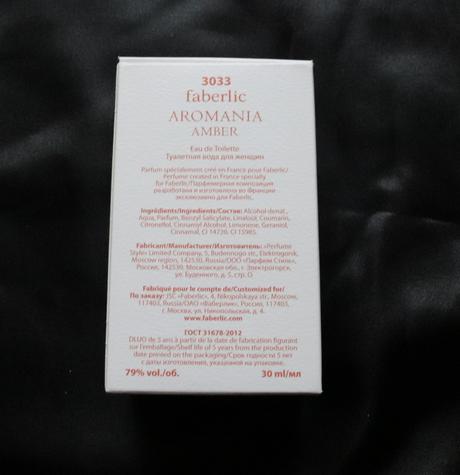 3033
faberlic
AROMANIA
AMBER
Eau de Toilette
Туалетная вода для женщин
Parfum spécialement créé en France pour Faberlic/
Perfume created in France specially
for Faberlic/Парфюмерная композиция
разработана и изготовлена во Франции
эксклюзивно для Faberlic.
Ingrédients/Ingredients/Состав: Alcohol denat.,
Aqua, Parfum, Benzyl Salicylate, Linalool, Coumarin,
Citronellol, Cinnamyl Alcohol, Limonene, Geraniol,
Cinnamal, CI 14720, CI 15985.
Fabricant/Manufacturer/Изготовитель: «Perfume
Style» Limited Company, 5, Budennogo str., Elektrogorsk,
Moscow region, 142530, Russia/ООО «Парфюм Стиль»,
Россия, 142530, Московская обл., г. Электрогорск,
ул. Буденного, д. 5, стр. О
Fabriqué pour le compte de/Customized for/
По заказу: JSC «Faberlic», 4, Nikopolskaya str., Moscow,
117403, Russia/ОАО «Фаберлик», Россия, 117403,
г. Москва, ул. Никопольская, д. 4.
www.faberlic.com
ГОСТ 31678-2012
DLUO de 5 ans à partir de la date de fabrication figurant
sur l'emballage/Shelf life of 5 years from the production
date printed on the packaging/Срок годности 5 лет
с даты изготовления, указанной на упаковке.
79% vol./об. 30 ml/мл